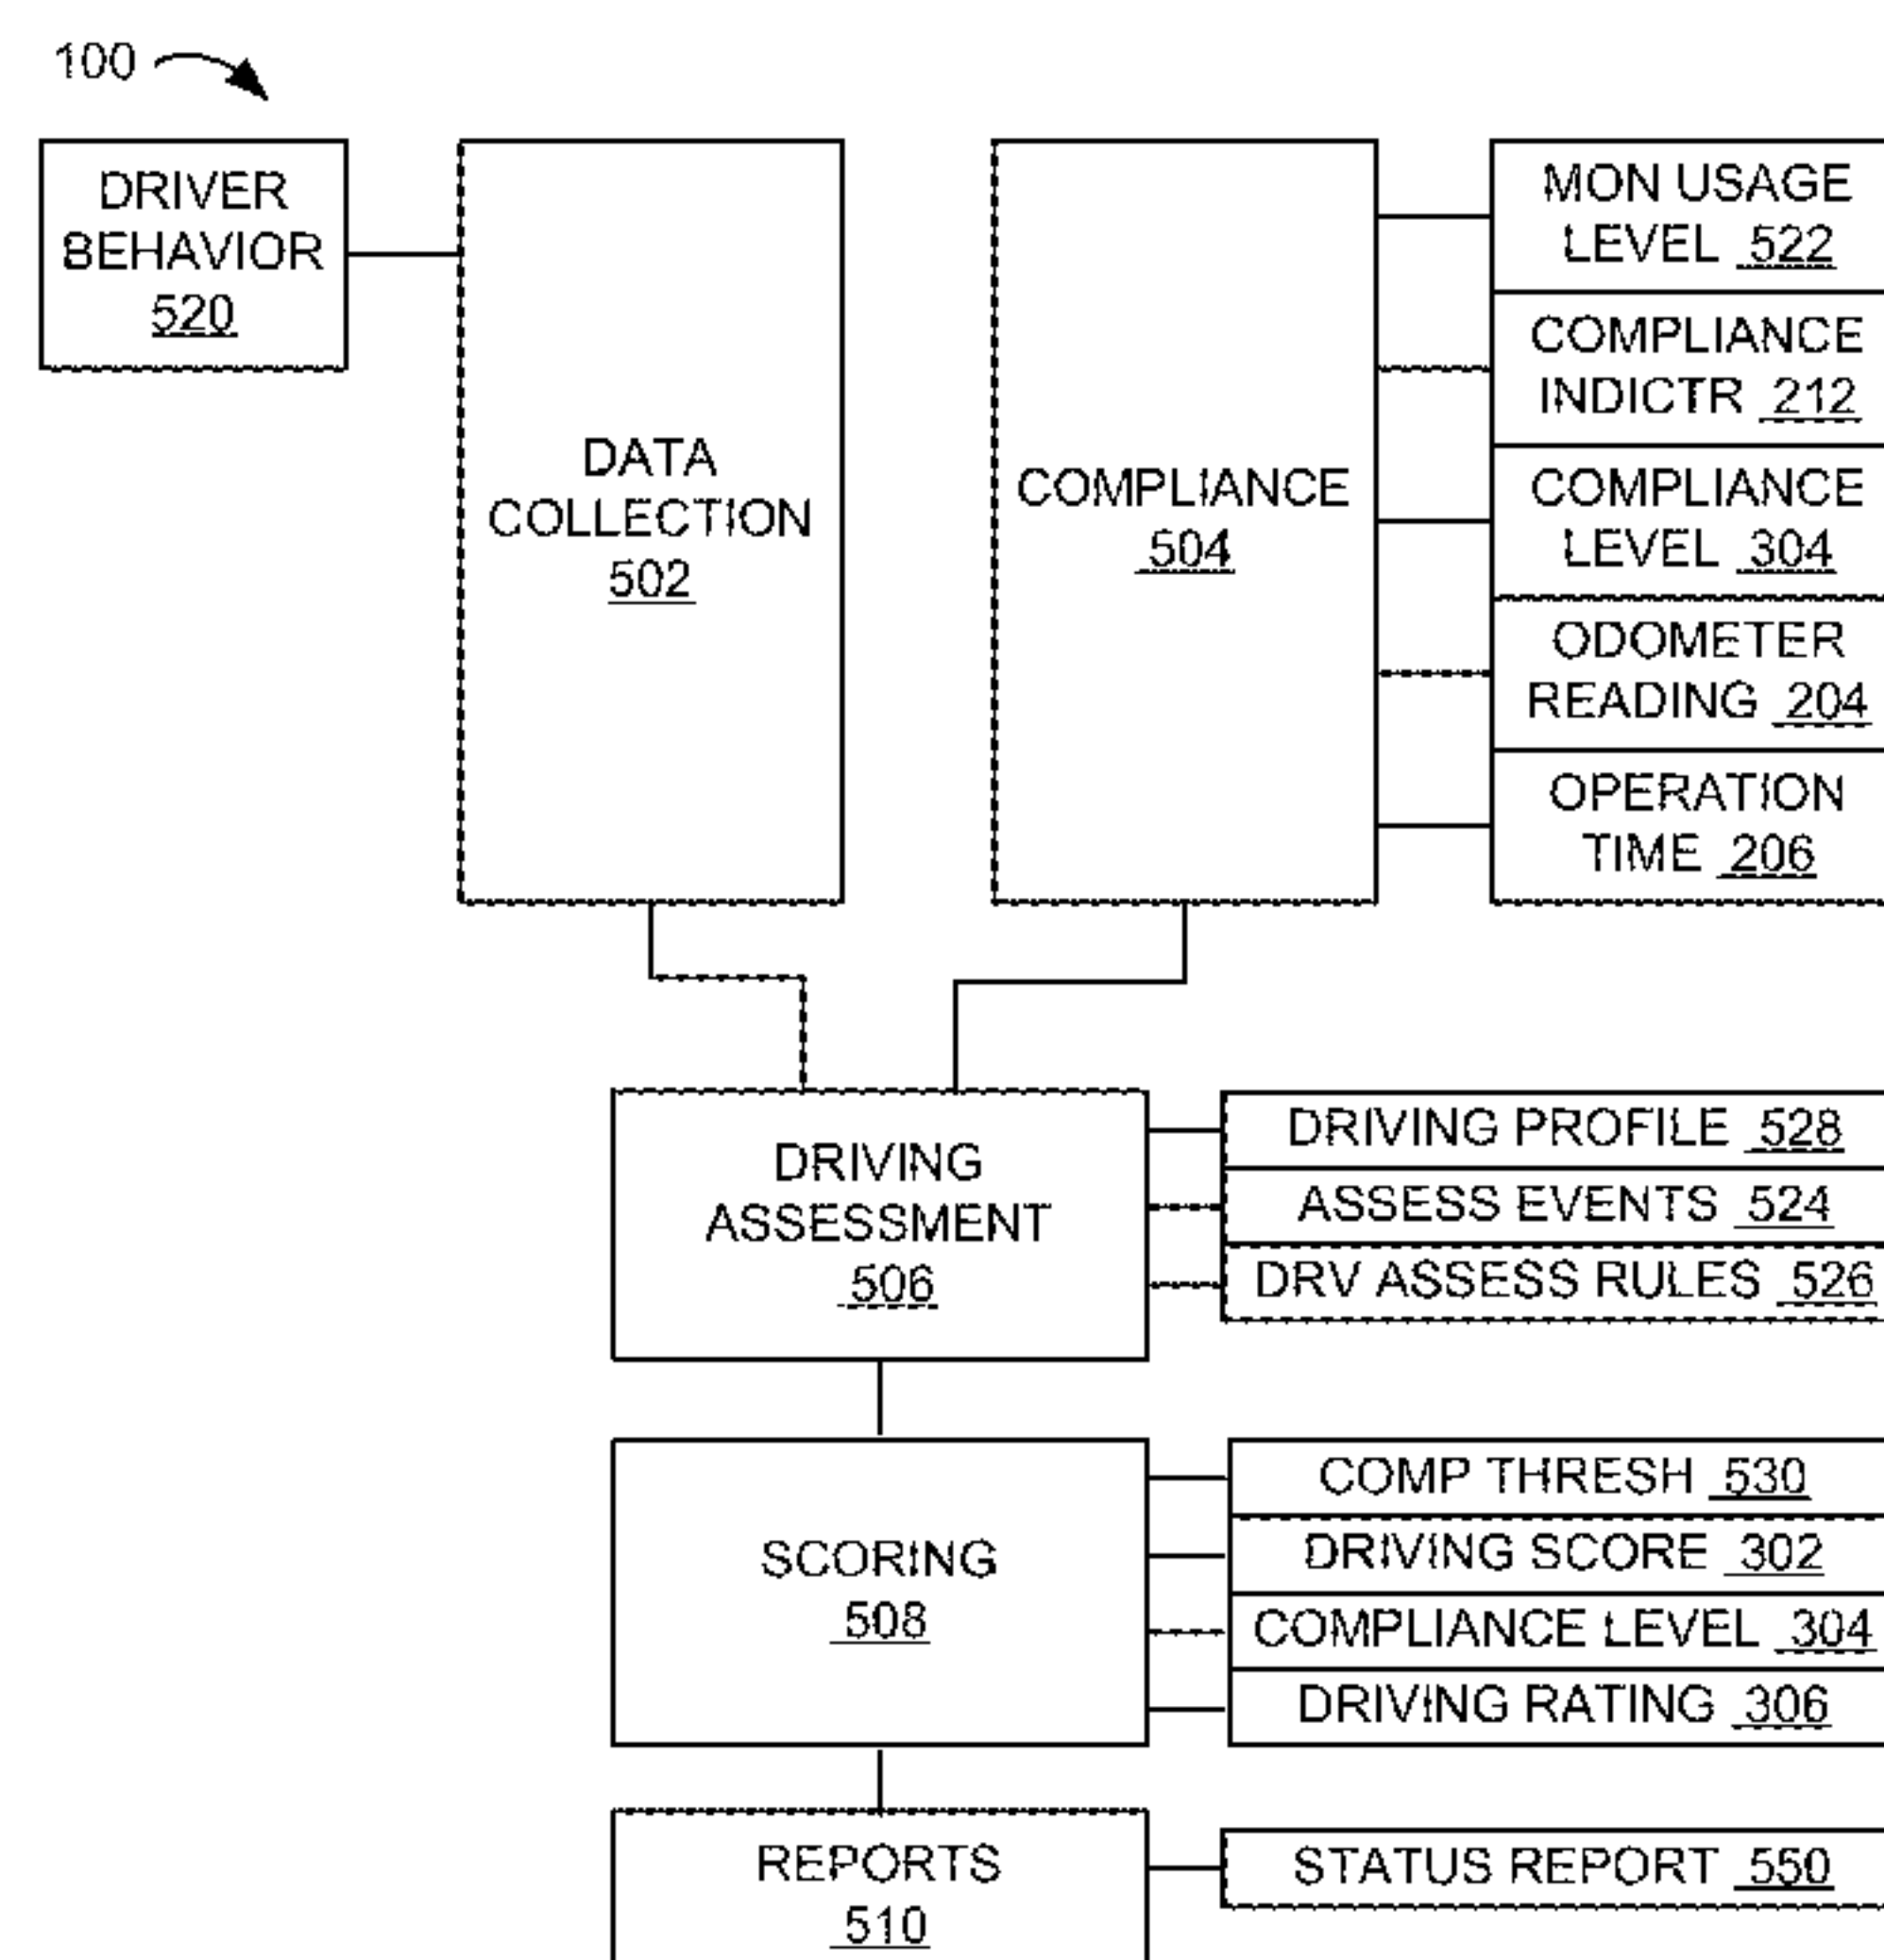 100
DRIVER
BEHAVIOR
520
DATA
COLLECTION
502
COMPLIANCE
504
MON USAGE
LEVEL 522
COMPLIANCE
INDICTR 212
COMPLIANCE
LEVEL 304
ODOMETER
READING 204
OPERATION
TIME 206
DRIVING
ASSESSMENT
506
DRIVING PROFILE 528
ASSESS EVENTS 524
DRV ASSESS RULES 526
SCORING
508
COMP THRESH 530
DRIVING SCORE 302
COMPLIANCE LEVEL 304
DRIVING RATING 306
REPORTS
510
STATUS REPORT 550